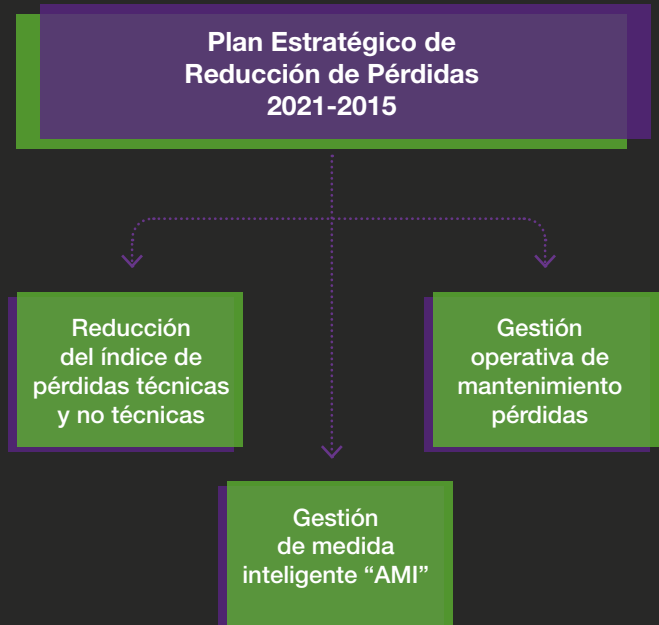 Plan Estratégico de
Reducción de Pérdidas
2021-2015
Reducción
del índice de
pérdidas técnicas
y no técnicas
Gestión
operativa de
mantenimiento
pérdidas
Gestión
de medida
inteligente “AMI”